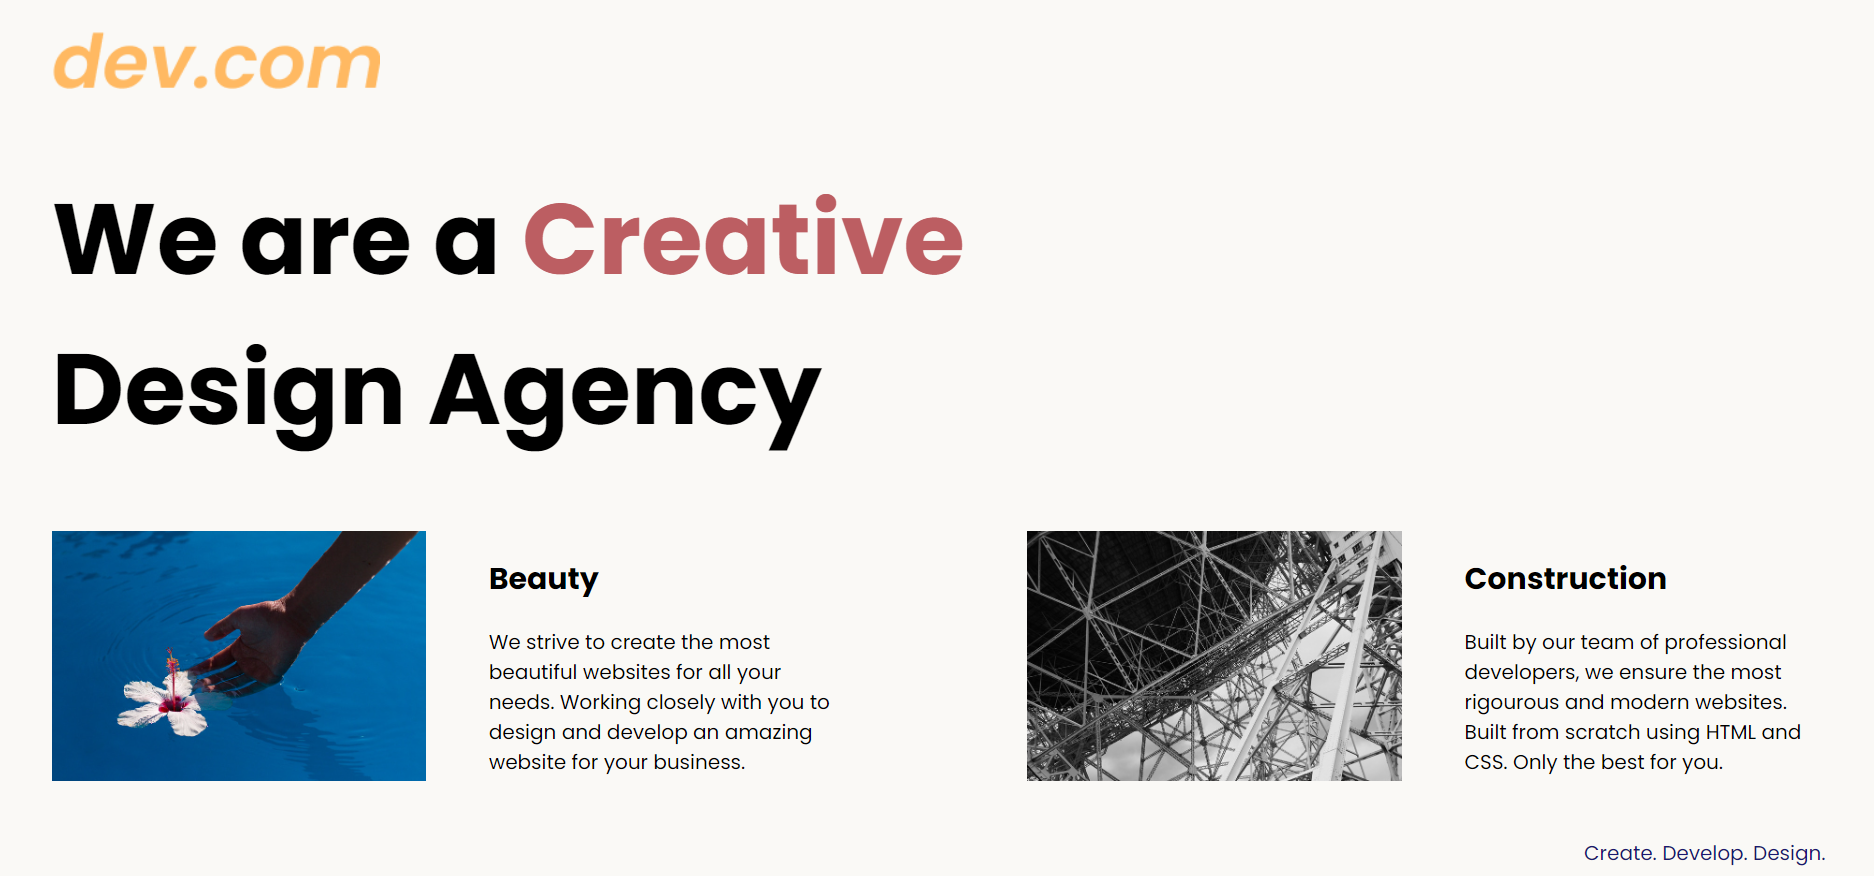 dev.com
We are a Creative
Design Agency
Beauty
We strive to create the most
beautiful websites for all your
needs. Working closely with you to
design and develop an amazing
website for your business.
Construction
Built by our team of professional
developers, we ensure the most
rigourous and modern websites.
Built from scratch using HTML and
CSS. Only the best for you.
Create. Develop. Design.